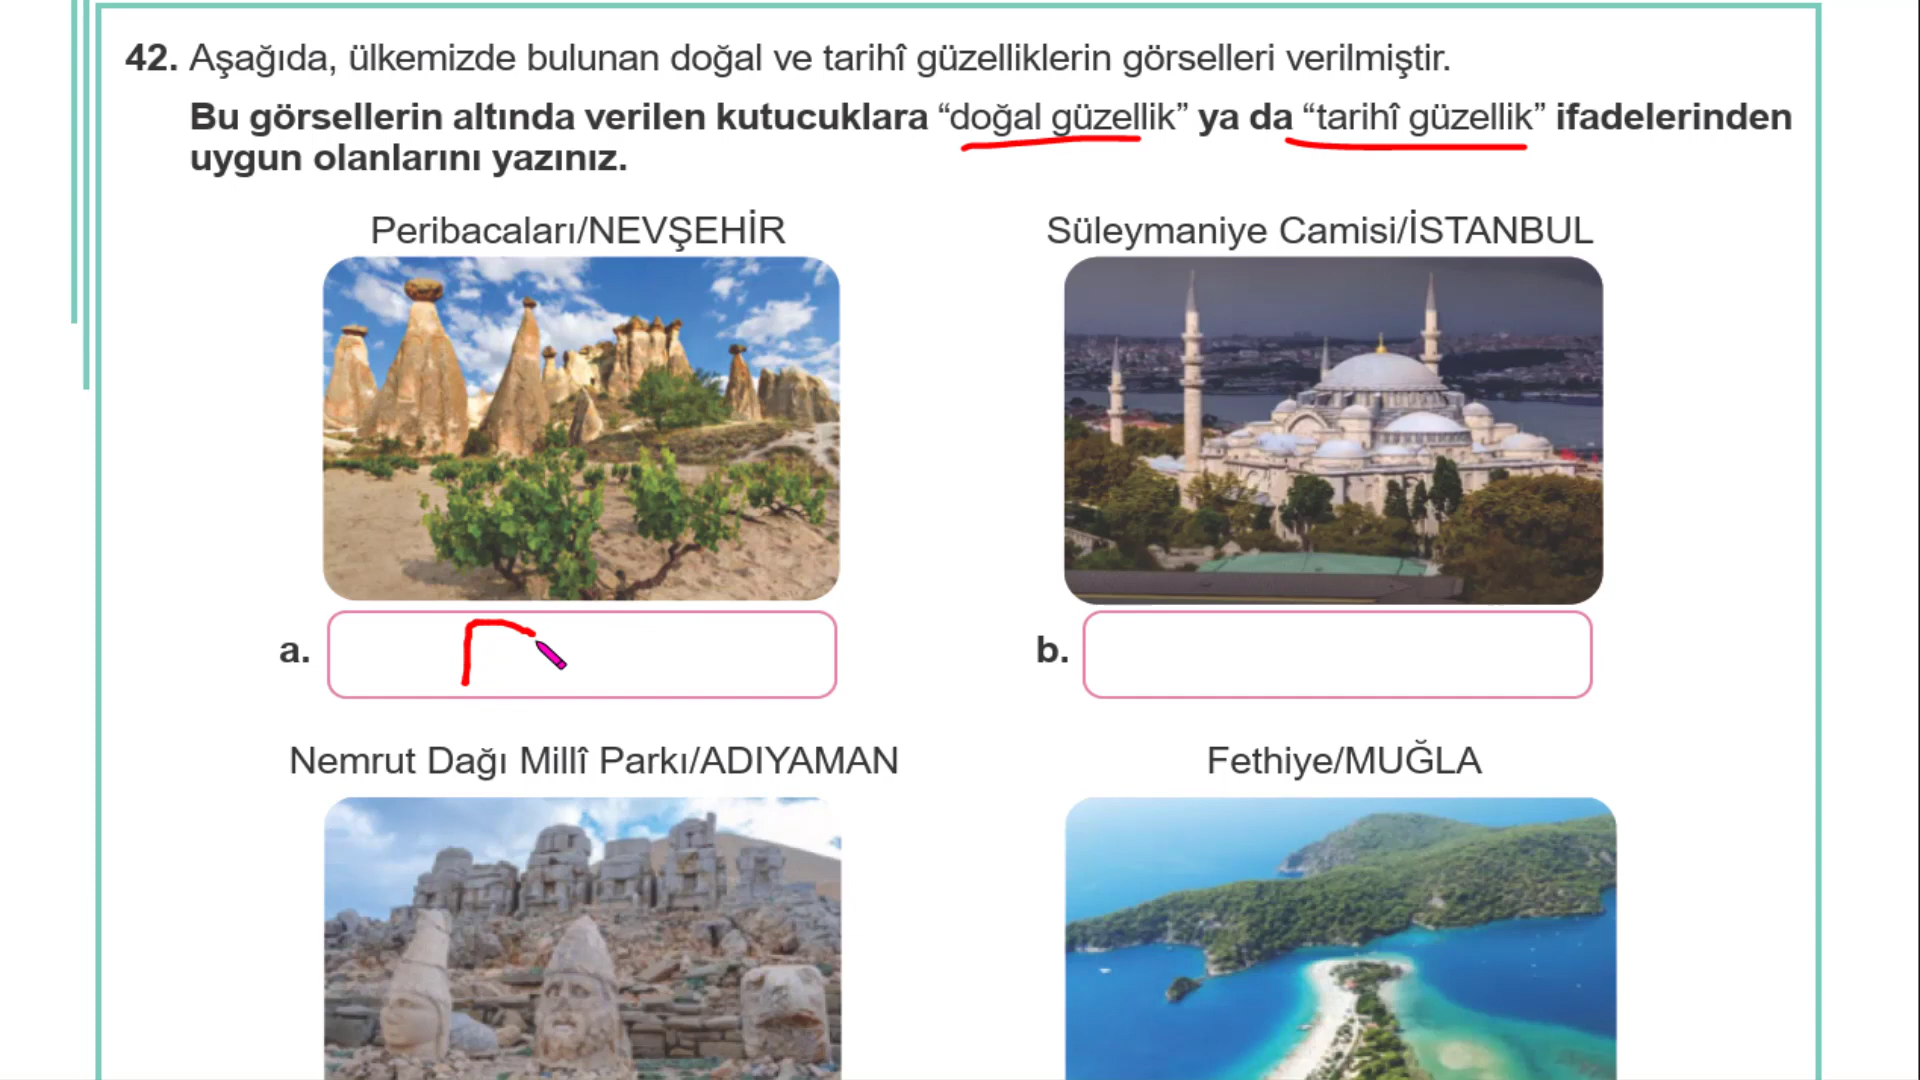 42. Aşağıda, ülkemizde bulunan doğal ve tarihî güzelliklerin görselleri verilmiştir.
Bu görsellerin altında verilen kutucuklara “doğal güzellik” ya da “tarihî güzellik” ifadelerinden
uygun olanlarını yazınız.
Peribacaları/NEVŞEHİR
Süleymaniye Camisi/İSTANBUL
a.
b.
Nemrut Dağı Millî Parkı/ADIYAMAN
Fethiye/MUĞLA